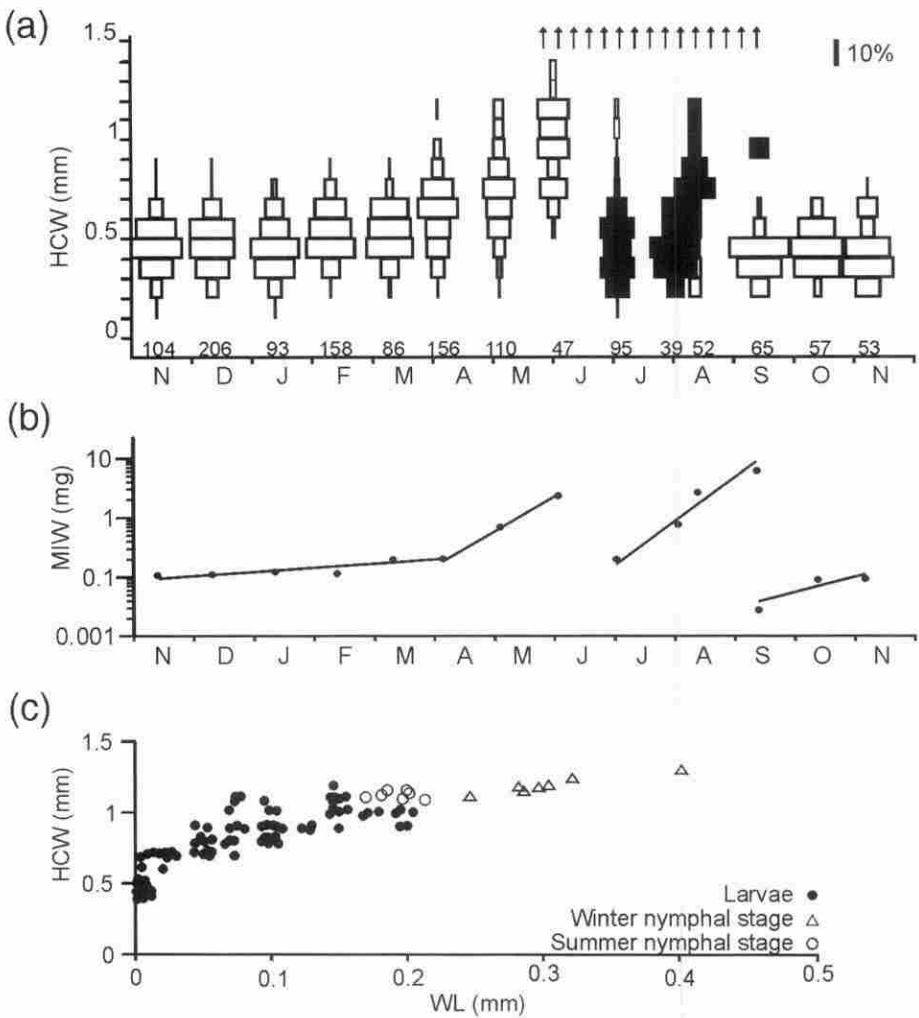 (a)
1.5
10%
HCW (mm)
1
0.5
0
104 206 93 158 86 156 110 47 95 39 52 65 57 53
N D J F M A M J J A S O N
(b)
MIW (mg)
10
1
0.1
0.001
N D J F M A M J J A S O N
(c)
HCW (mm)
1.5
1
0.5
0
Larvae
Winter nymphal stage
Summer nymphal stage
0 0.1 0.2 0.3 0.4 0.5
WL (mm)